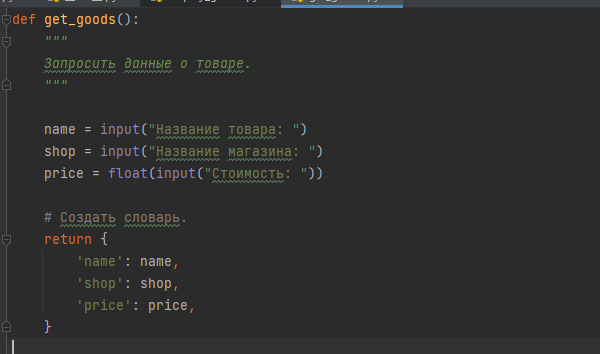 def get_goods():
    """
    Запросить данные о товаре.
    """
    name = input("Название товара: ")
    shop = input("Название магазина: ")
    price = float(input("Стоимость: "))
    # Создать словарь.
    return {
        'name': name,
        'shop': shop,
        'price': price,
    }